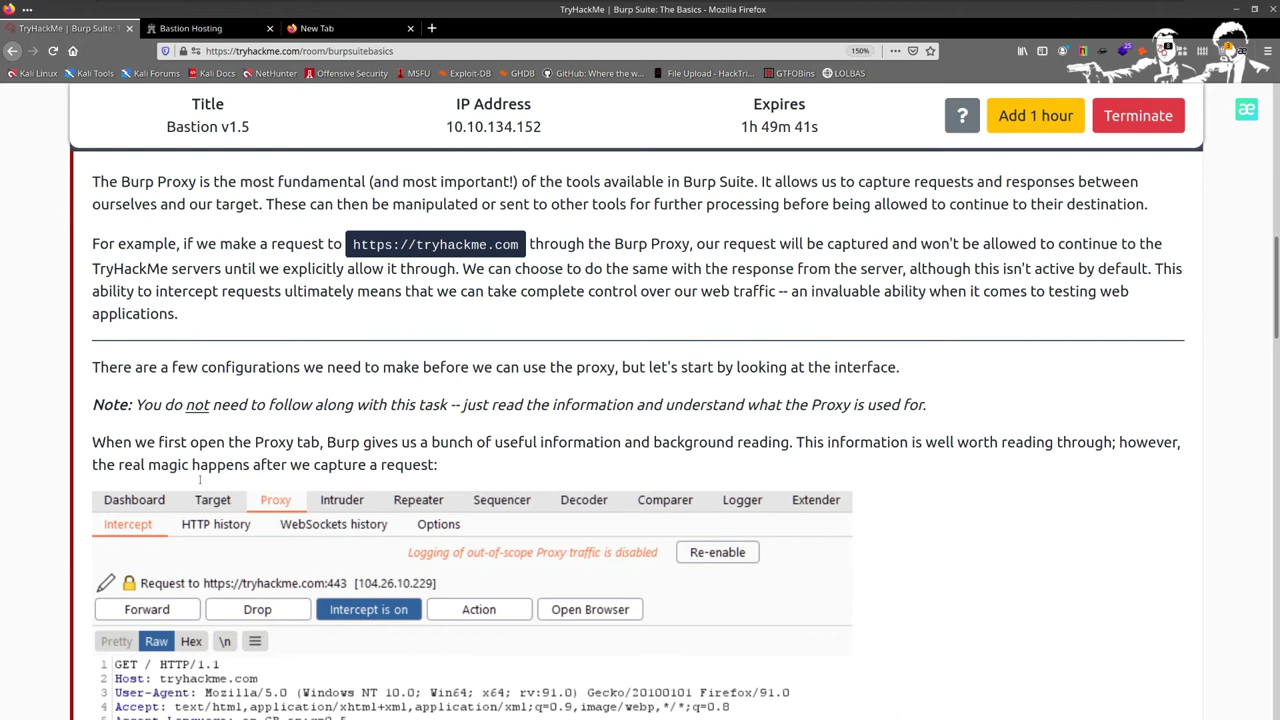 TryHackMe | Burp Suite: The Basics - Mozilla Firefox
TryHackMe | Burp Suite: T
Bastion Hosting
New Tab
https://tryhackme.com/room/burpsuitebasics
150%
Kali Linux
Kali Tools
Kali Forums
Kali Docs
NetHunter
Offensive Security
MSFU
Exploit-DB
GHDB
GitHub: Where the w...
File Upload - HackTri...
GTFOBins
LOLBAS
Title
IP Address
Expires
Bastion v1.5
10.10.134.152
1h 49m 41s
?
Add 1 hour
Terminate
æ
The Burp Proxy is the most fundamental (and most important!) of the tools available in Burp Suite. It allows us to capture requests and responses between
ourselves and our target. These can then be manipulated or sent to other tools for further processing before being allowed to continue to their destination.
For example, if we make a request to https://tryhackme.com through the Burp Proxy, our request will be captured and won't be allowed to continue to the
TryHackMe servers until we explicitly allow it through. We can choose to do the same with the response from the server, although this isn't active by default. This
ability to intercept requests ultimately means that we can take complete control over our web traffic -- an invaluable ability when it comes to testing web
applications.
There are a few configurations we need to make before we can use the proxy, but let's start by looking at the interface.
Note: You do not need to follow along with this task -- just read the information and understand what the Proxy is used for.
When we first open the Proxy tab, Burp gives us a bunch of useful information and background reading. This information is well worth reading through; however,
the real magic happens after we capture a request:
Dashboard Target Proxy Intruder Repeater Sequencer Decoder Comparer Logger Extender
Intercept HTTP history WebSockets history Options
Logging of out-of-scope Proxy traffic is disabled Re-enable
Request to https://tryhackme.com:443 [104.26.10.229]
Forward Drop Intercept is on Action Open Browser
Pretty Raw Hex \n
1 GET / HTTP/1.1
2 Host: tryhackme.com
3 User-Agent: Mozilla/5.0 (Windows NT 10.0; Win64; x64; rv:91.0) Gecko/20100101 Firefox/91.0
4 Accept: text/html,application/xhtml+xml,application/xml;q=0.9,image/webp,*/*;q=0.8